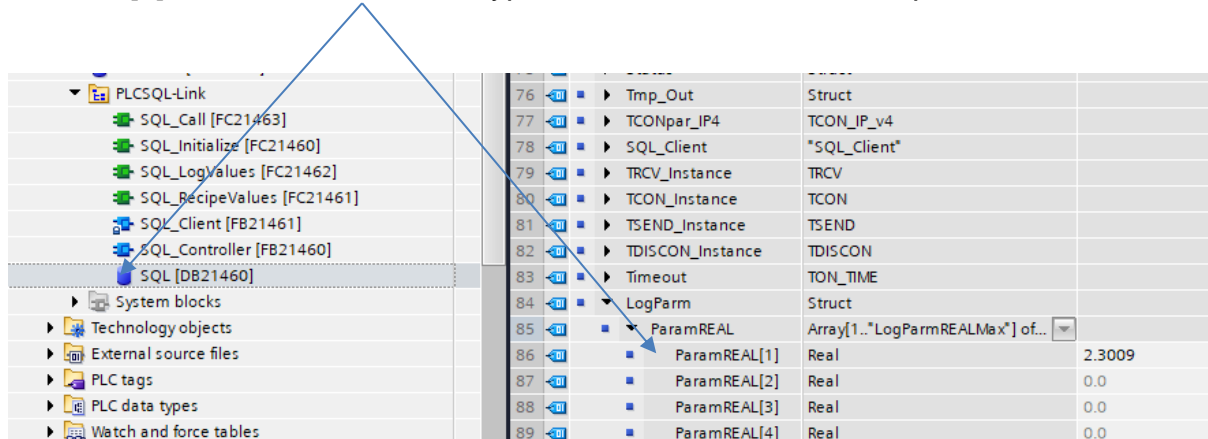 PLCSQL-Link
SQL_Call [FC21463]
SQL_Initialize [FC21460]
SQL_LogValues [FC21462]
SQL_RecipeValues [FC21461]
SQL_Client [FB21461]
SQL_Controller [FB21460]
SQL [DB21460]
System blocks
Technology objects
External source files
PLC tags
PLC data types
Watch and force tables
76 Tmp_Out Struct
77 TCONpar_IP4 TCON_IP_v4
78 SQL_Client "SQL_Client"
79 TRCV_Instance TRCV
80 TCON_Instance TCON
81 TSEND_Instance TSEND
82 TDISCON_Instance TDISCON
83 Timeout TON_TIME
84 LogParm Struct
85 ParamREAL Array[1.."LogParmREALMax"] of...
86 ParamREAL[1] Real 2.3009
87 ParamREAL[2] Real 0.0
88 ParamREAL[3] Real 0.0
89 ParamREAL[4] Real 0.0